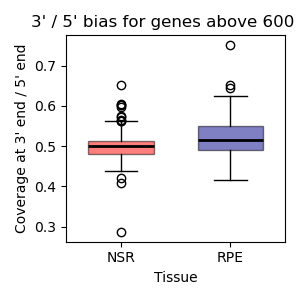 3' / 5' bias for genes above 600
Coverage at 3' end / 5' end
0.7
0.6
0.5
0.4
0.3
NSR
RPE
Tissue